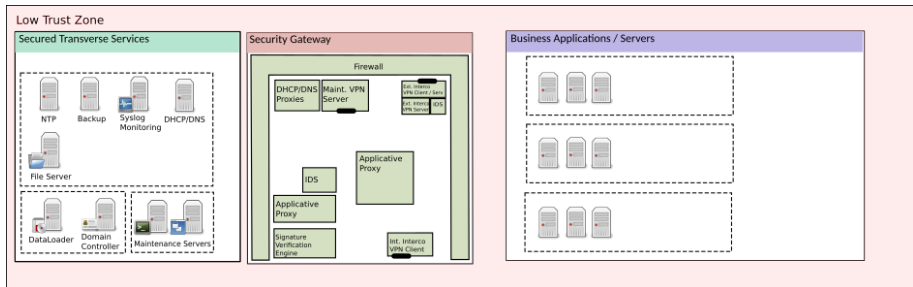 Low Trust Zone
Secured Transverse Services
NTP
Backup
Syslog
Monitoring
DHCP/DNS
File Server
DataLoader
Domain
Controller
Maintenance Servers
Security Gateway
Firewall
DHCP/DNS
Proxies
Maint. VPN
Server
Ext. Interco
VPN Client / Serv
Ext. Interco
VPN Server
IDS
Applicative
Proxy
IDS
Applicative
Proxy
Signature
Verification
Engine
Int. Interco
VPN Client
Business Applications / Servers